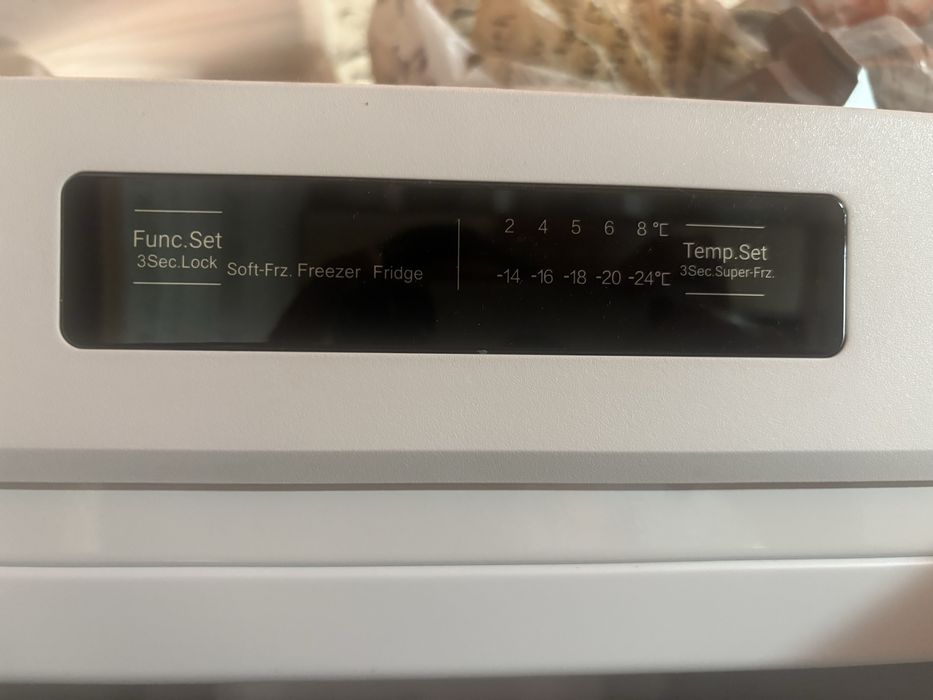 Func.Set
3Sec.Lock
Soft-Frz. Freezer Fridge
2 4 5 6 8 °C
-14 -16 -18 -20 -24°C
Temp.Set
3Sec.Super-Frz.